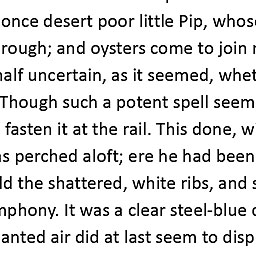 once desert poor little Pip, whos
rough; and oysters come to join
half uncertain, as it seemed, whet
Though such a potent spell seem
fasten it at the rail. This done, w
s perched aloft; ere he had been
ld the shattered, white ribs, and s
mphony. It was a clear steel-blue
anted air did at last seem to disp